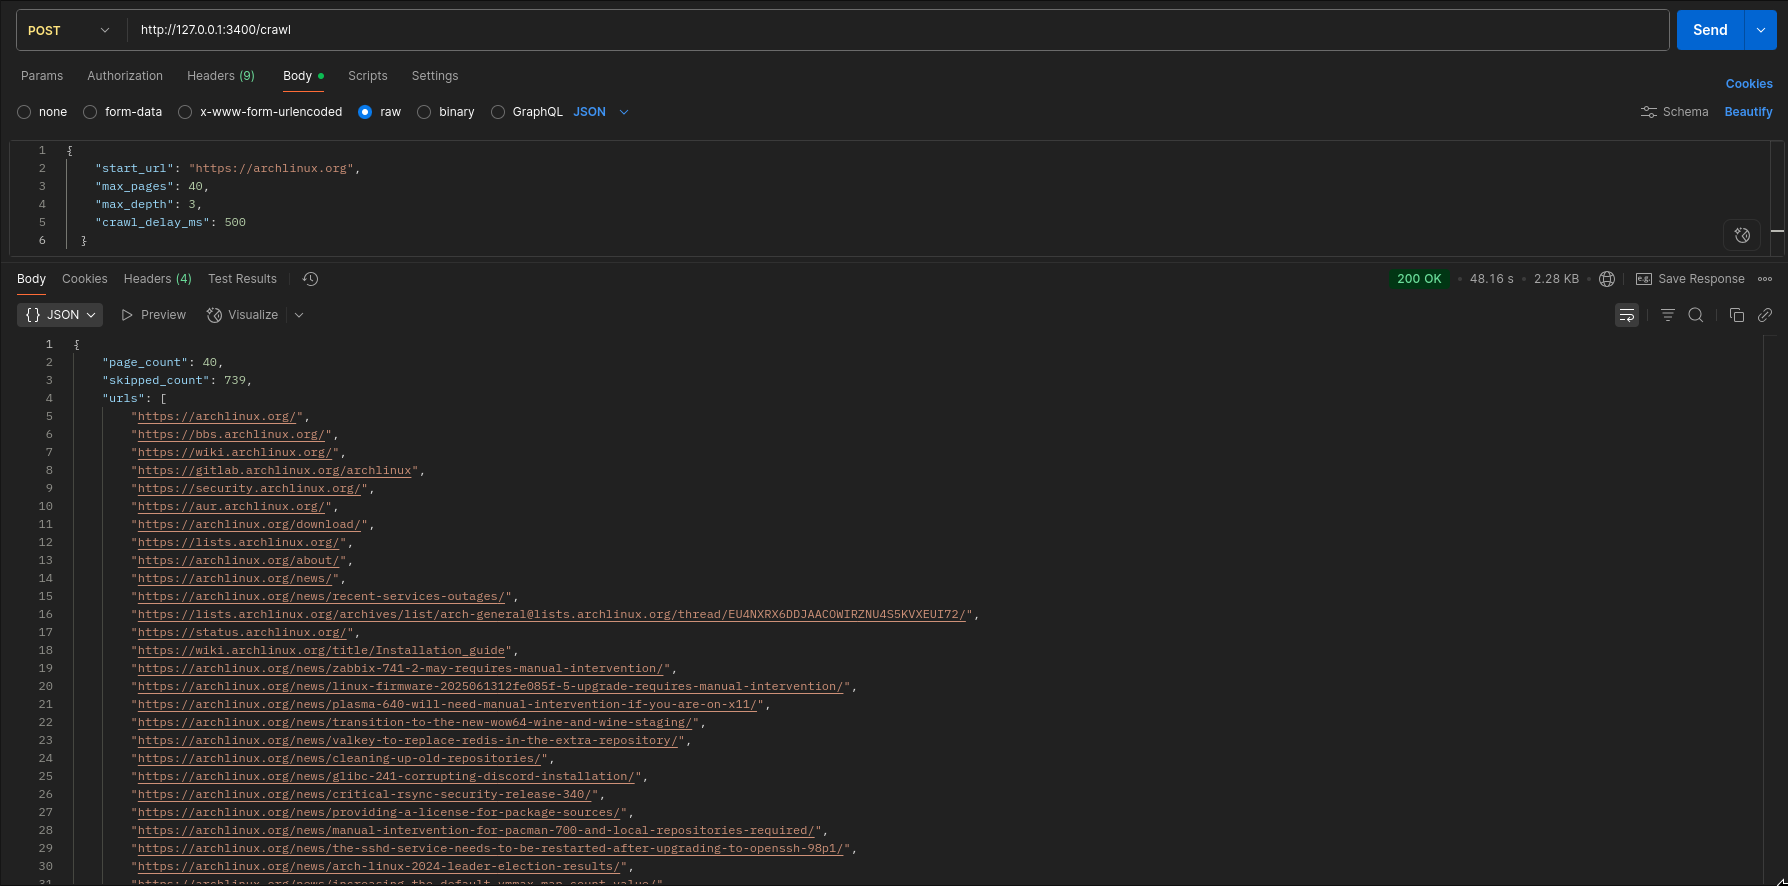 POST http://127.0.0.1:3400/crawl Send
Params Authorization Headers (9) Body Scripts Settings
Cookies
none form-data x-www-form-urlencoded raw binary GraphQL JSON Schema Beautify
1 {
2 "start_url": "https://archlinux.org",
3 "max_pages": 40,
4 "max_depth": 3,
5 "crawl_delay_ms": 500
6 }
Body Cookies Headers (4) Test Results 200 OK • 48.16 s • 2.28 KB • e.g. Save Response
{} JSON Preview Visualize
1 {
2 "page_count": 40,
3 "skipped_count": 739,
4 "urls": [
5 "https://archlinux.org/",
6 "https://bbs.archlinux.org/",
7 "https://wiki.archlinux.org/",
8 "https://gitlab.archlinux.org/archlinux",
9 "https://security.archlinux.org/",
10 "https://aur.archlinux.org/",
11 "https://archlinux.org/download/",
12 "https://lists.archlinux.org/",
13 "https://archlinux.org/about/",
14 "https://archlinux.org/news/",
15 "https://archlinux.org/news/recent-services-outages/",
16 "https://lists.archlinux.org/archives/list/arch-general@lists.archlinux.org/thread/EU4NXRX6DDJAACOWIRZNU4S5KVXEUI72/",
17 "https://status.archlinux.org/",
18 "https://wiki.archlinux.org/title/Installation_guide",
19 "https://archlinux.org/news/zabbix-741-2-may-requires-manual-intervention/",
20 "https://archlinux.org/news/linux-firmware-2025061312fe085f-5-upgrade-requires-manual-intervention/",
21 "https://archlinux.org/news/plasma-640-will-need-manual-intervention-if-you-are-on-x11/",
22 "https://archlinux.org/news/transition-to-the-new-wow64-wine-and-wine-staging/",
23 "https://archlinux.org/news/valkey-to-replace-redis-in-the-extra-repository/",
24 "https://archlinux.org/news/cleaning-up-old-repositories/",
25 "https://archlinux.org/news/glibc-241-corrupting-discord-installation/",
26 "https://archlinux.org/news/critical-rsync-security-release-340/",
27 "https://archlinux.org/news/providing-a-license-for-package-sources/",
28 "https://archlinux.org/news/manual-intervention-for-pacman-700-and-local-repositories-required/",
29 "https://archlinux.org/news/the-sshd-service-needs-to-be-restarted-after-upgrading-to-openssh-98p1/",
30 "https://archlinux.org/news/arch-linux-2024-leader-election-results/",
31 "https://archlinux.org/news/increasing-the-default-vmmax-map-count-value/",